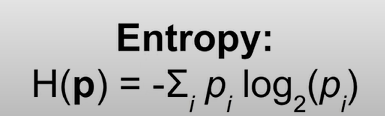 Entropy:
H(p) = -Σᵢ pᵢ log₂(pᵢ)